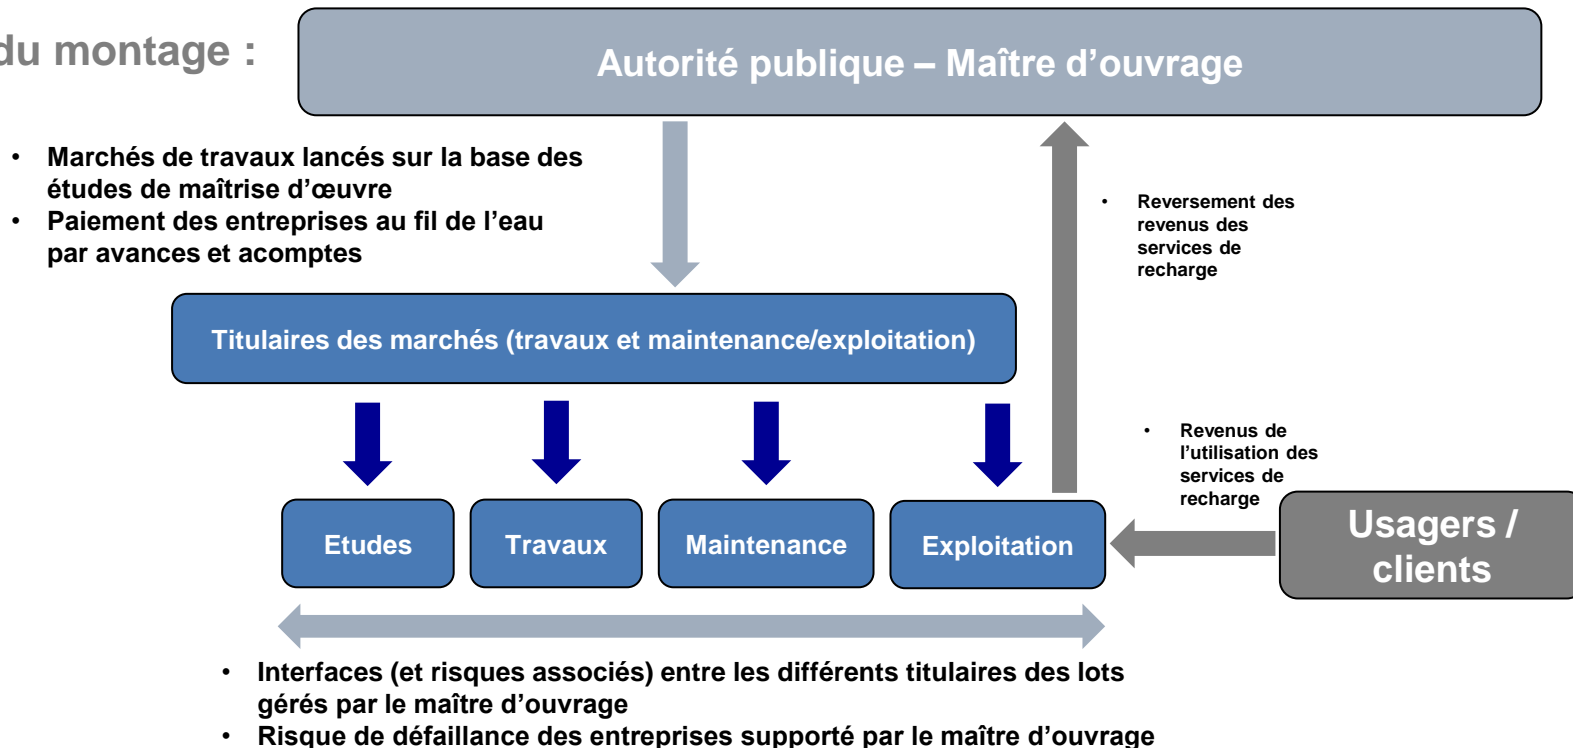 du montage :
Autorité publique – Maître d’ouvrage
• Marchés de travaux lancés sur la base des
études de maîtrise d’œuvre
• Paiement des entreprises au fil de l’eau
par avances et acomptes
• Reversement des
revenus des
services de
recharge
Titulaires des marchés (travaux et maintenance/exploitation)
• Revenus de
l’utilisation des
services de
recharge
Etudes
Travaux
Maintenance
Exploitation
Usagers /
clients
• Interfaces (et risques associés) entre les différents titulaires des lots
gérés par le maître d’ouvrage
• Risque de défaillance des entreprises supporté par le maître d’ouvrage